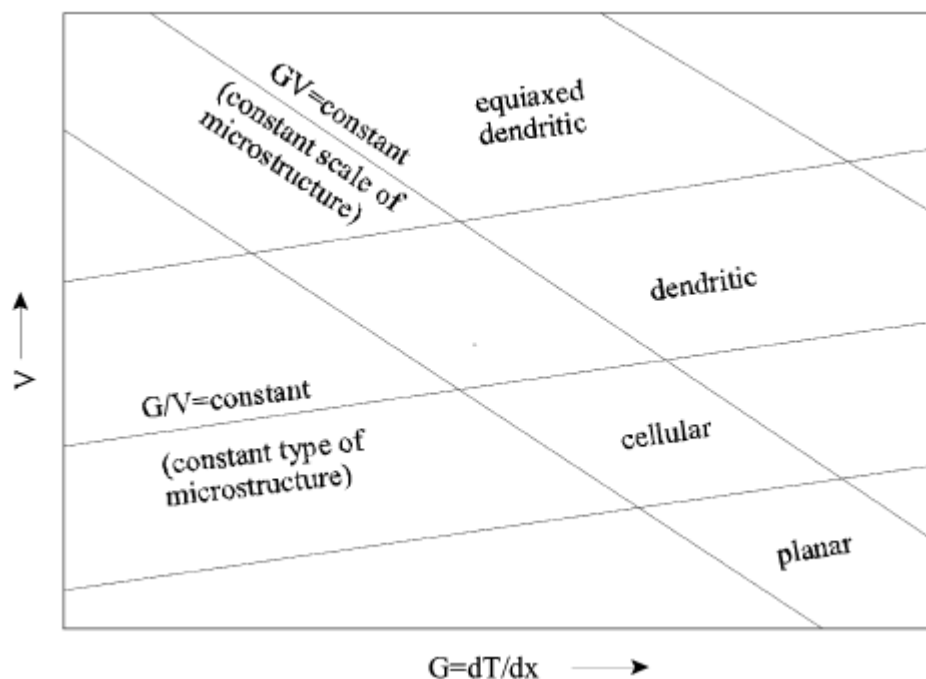 GV=constant
(constant scale of
microstructure)
equiaxed
dendritic
dendritic
G/V=constant
(constant type of
microstructure)
cellular
planar
V
G=dT/dx